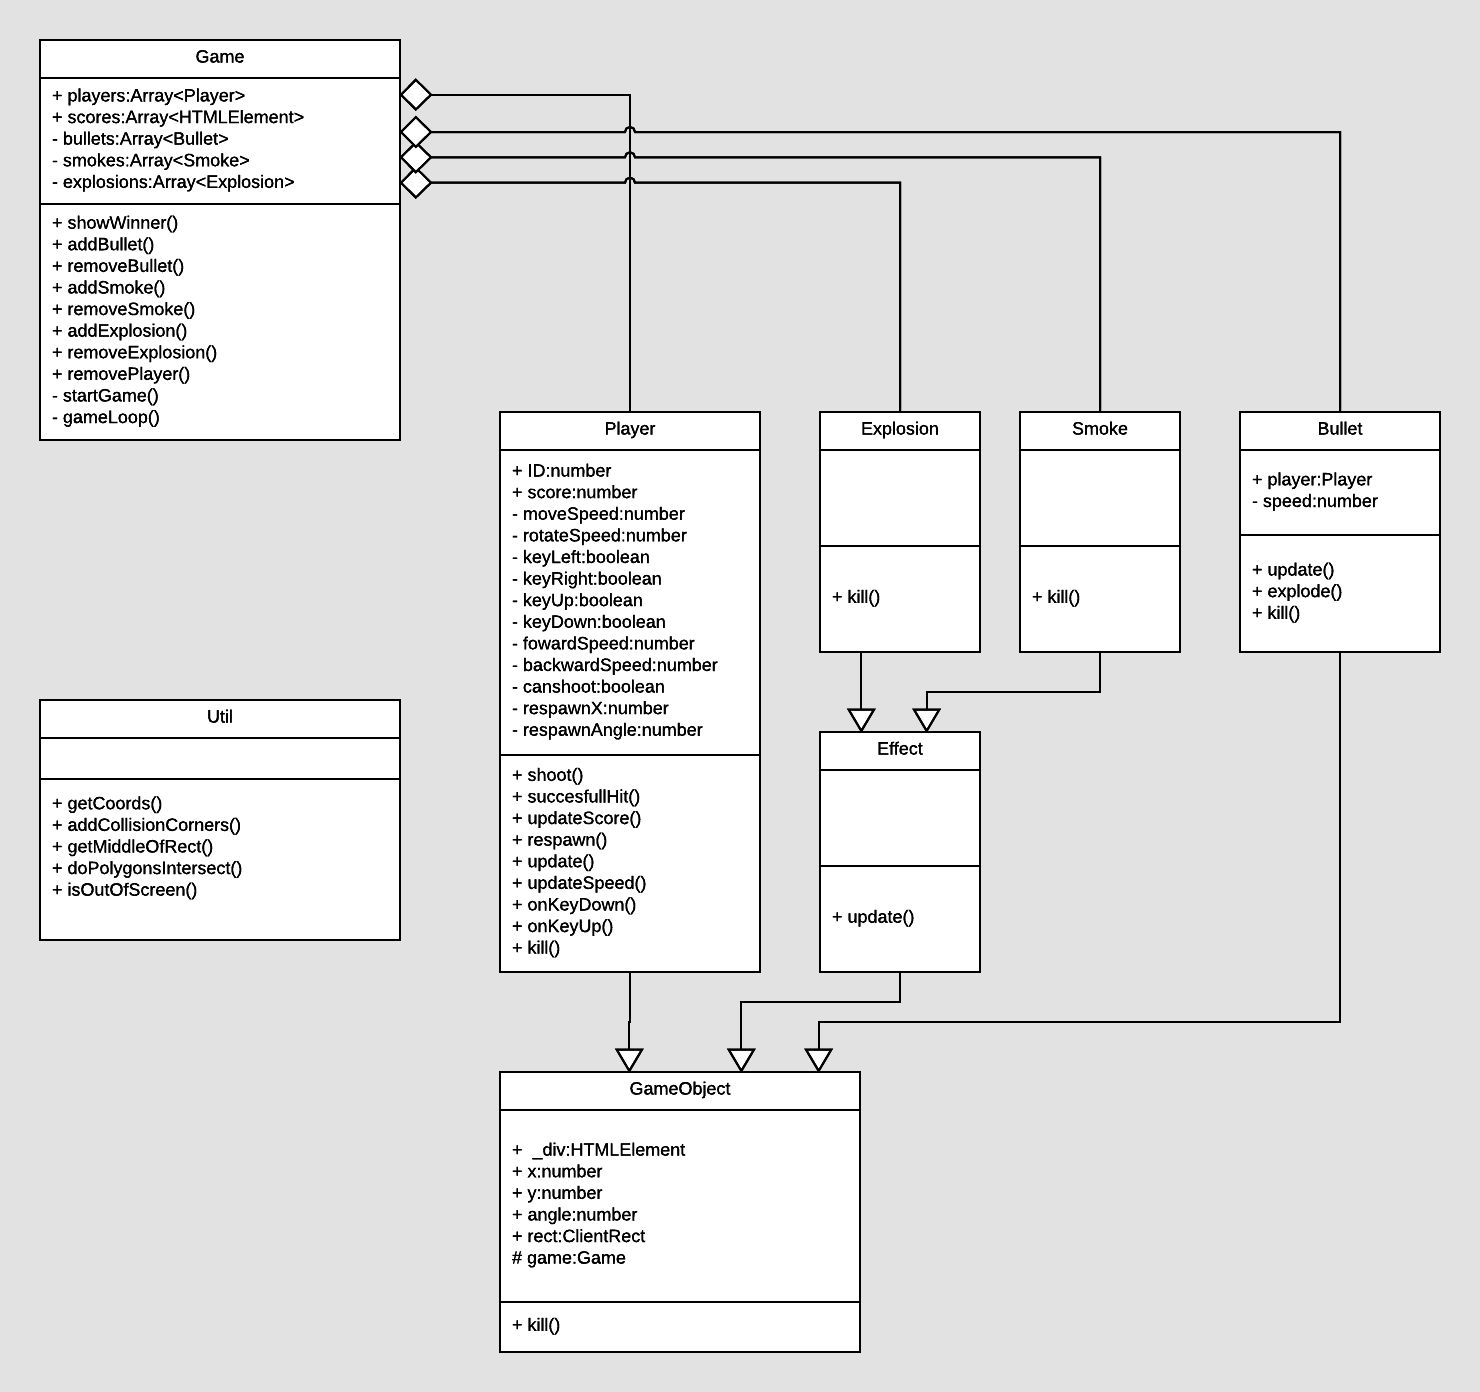 Game
+ players:Array<Player>
+ scores:Array<HTMLElement>
- bullets:Array<Bullet>
- smokes:Array<Smoke>
- explosions:Array<Explosion>
+ showWinner()
+ addBullet()
+ removeBullet()
+ addSmoke()
+ removeSmoke()
+ addExplosion()
+ removeExplosion()
+ removePlayer()
- startGame()
- gameLoop()
Player
+ ID:number
+ score:number
- moveSpeed:number
- rotateSpeed:number
- keyLeft:boolean
- keyRight:boolean
- keyUp:boolean
- keyDown:boolean
- fowardSpeed:number
- backwardSpeed:number
- canshoot:boolean
- respawnX:number
- respawnAngle:number
+ shoot()
+ succesfullHit()
+ updateScore()
+ respawn()
+ update()
+ updateSpeed()
+ onKeyDown()
+ onKeyUp()
+ kill()
Explosion
+ kill()
Smoke
+ kill()
Bullet
+ player:Player
- speed:number
+ update()
+ explode()
+ kill()
Util
+ getCoords()
+ addCollisionCorners()
+ getMiddleOfRect()
+ doPolygonsIntersect()
+ isOutOfScreen()
Effect
+ update()
GameObject
+  _div:HTMLElement
+ x:number
+ y:number
+ angle:number
+ rect:ClientRect
# game:Game
+ kill()